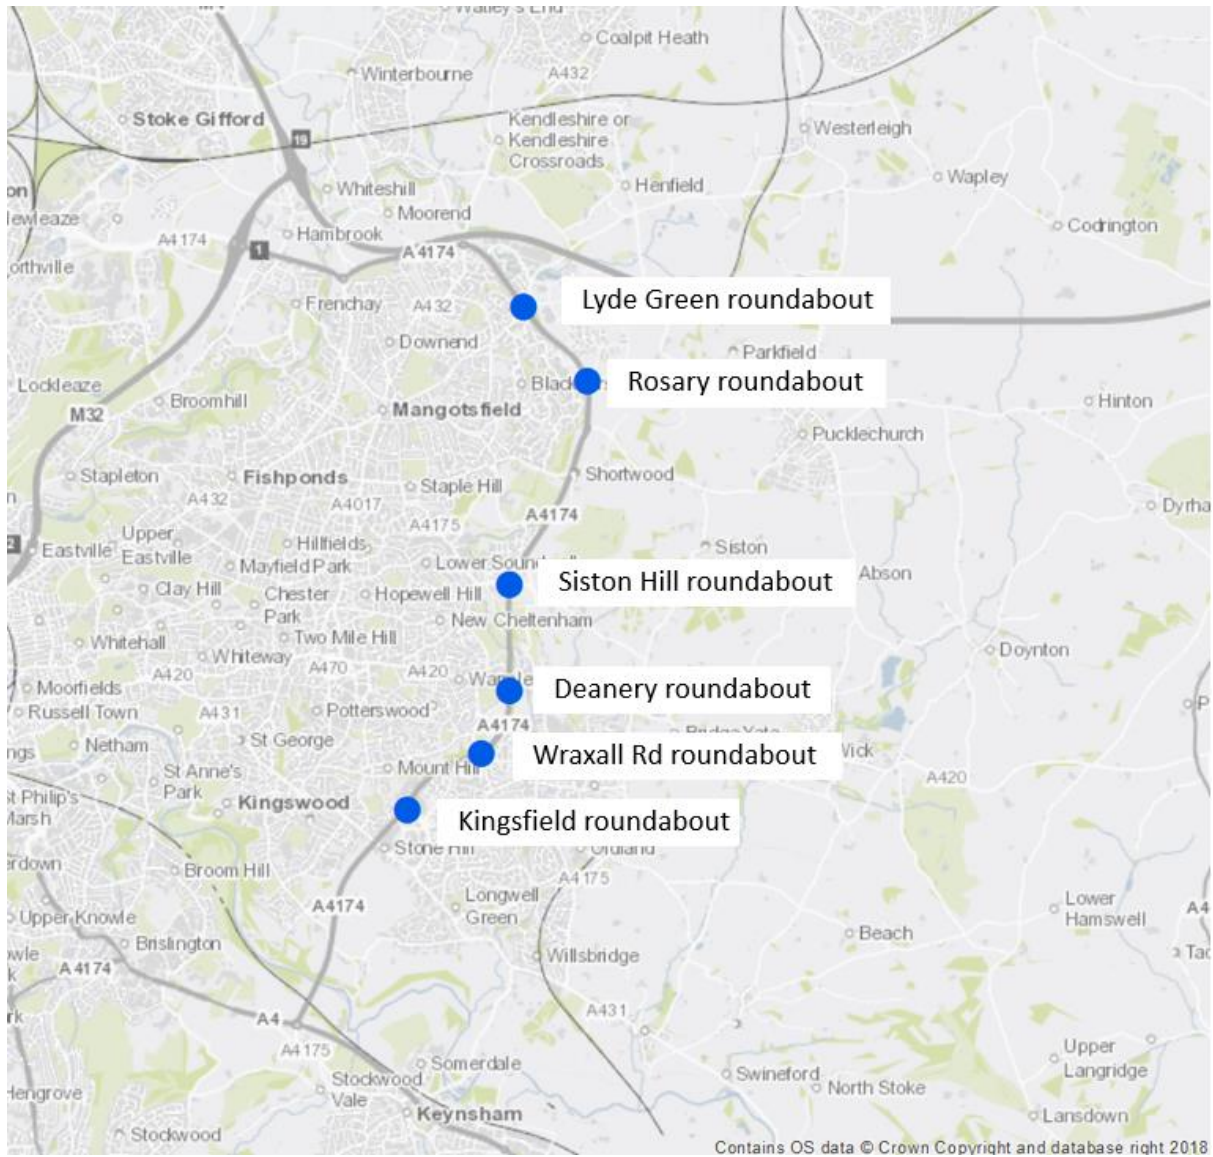 Coalpit Heath
Winterbourne
A432
Stoke Gifford
Kendleshire or
Kendleshire
Crossroads
Westerleigh
19
Whiteshill
Henfield
Wapley
Moorend
Codrington
A4174
Hambrook
1
A4174
Frenchay
A432
Lyde Green roundabout
Downend
Parkfield
Lockleaze
Rosary roundabout
Broomhill
M32
Mangotsfield
Hinton
Pucklechurch
Stapleton
Fishponds
Staple Hill
Shortwood
A432
A4017
A4175
A4174
Upper
Eastville
Eastville
Hillfields
Siston
Mayfield Park
Siston Hill roundabout
Abson
Clay Hill
Chester
Park
Hopewell Hill
New Cheltenham
Whitehall
Two Mile Hill
Whiteway
Doynton
A420
A470
A420
Moorfields
Deanery roundabout
Russell Town
A431
Potterswood
A4174
Netham
St George
Wraxall Rd roundabout
St Anne's
Park
Mount Hill
A420
Kingswood
Kingsfield roundabout
Stone Hill
Broom Hill
A4175
Longwell
Green
Lower
Hamswell
A4174
Upper Knowle
Brislington
Beach
A4174
Willsbridge
A4
A431
A4175
Somerdale
Upper
Langridge
Stockwood
Vale
Swineford
North Stoke
Keynsham
Lansdown
Stockwood
Contains OS data © Crown Copyright and database right 2018